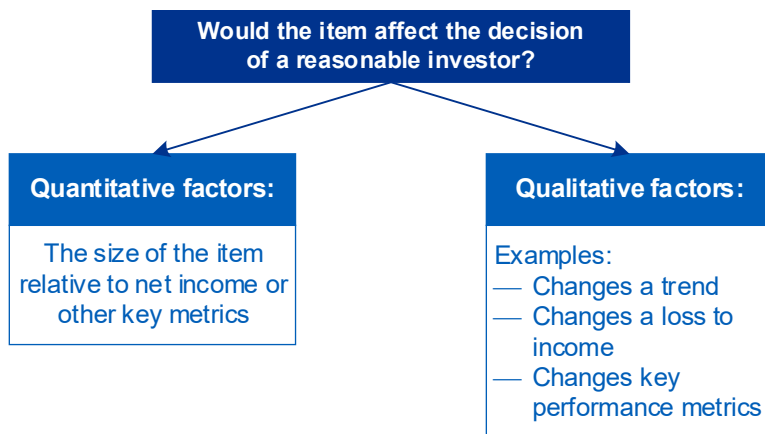 Would the item affect the decision
of a reasonable investor?
Quantitative factors:
The size of the item
relative to net income or
other key metrics
Qualitative factors:
Examples:
— Changes a trend
— Changes a loss to
income
— Changes key
performance metrics